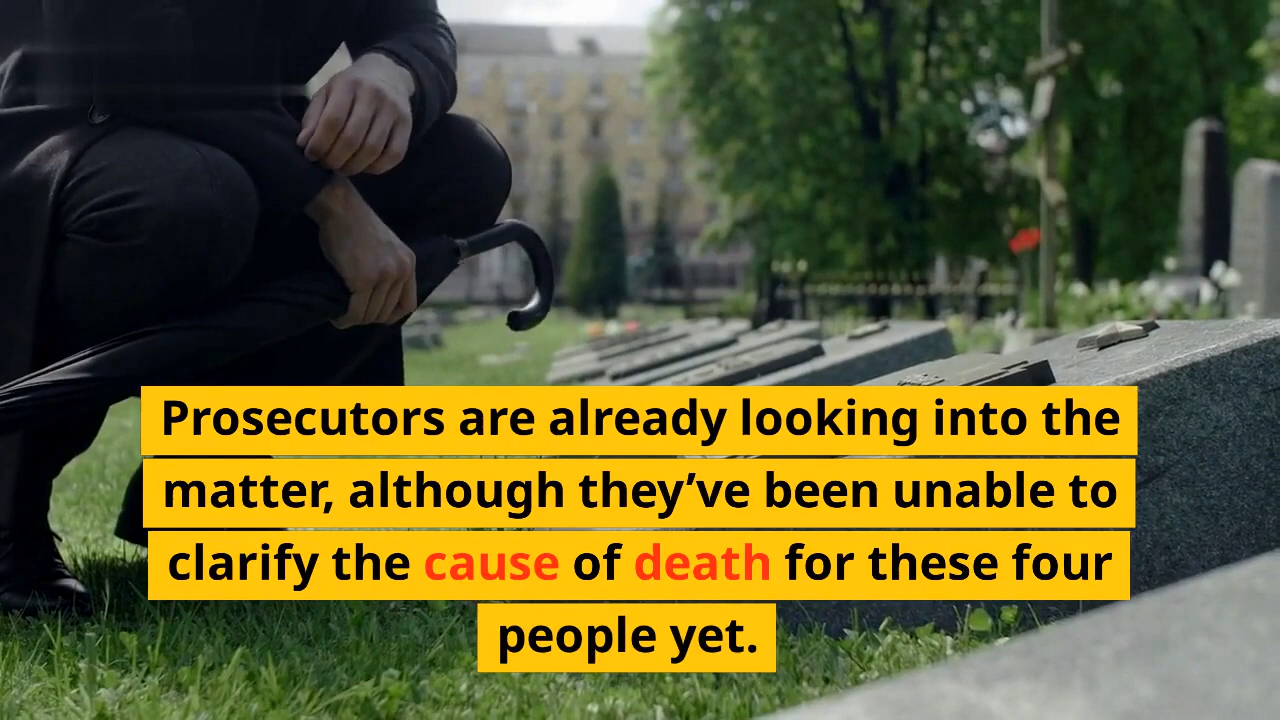 Prosecutors are already looking into the
matter, although they’ve been unable to
clarify the cause of death for these four
people yet.